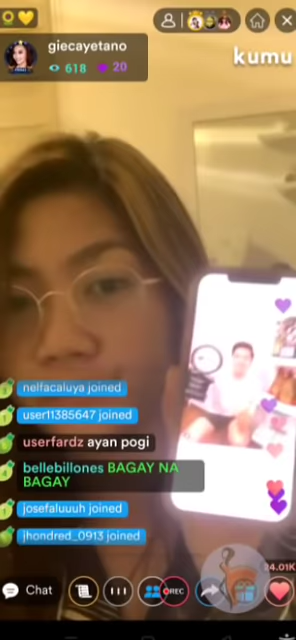 giecayetano
618 20
kumu
nelfacaluya joined
user11385647 joined
userfardz ayan pogi
bellebillones BAGAY NA
BAGAY
josefaluuuh joined
jhondred_0913 joined
24.01K
Chat
REC